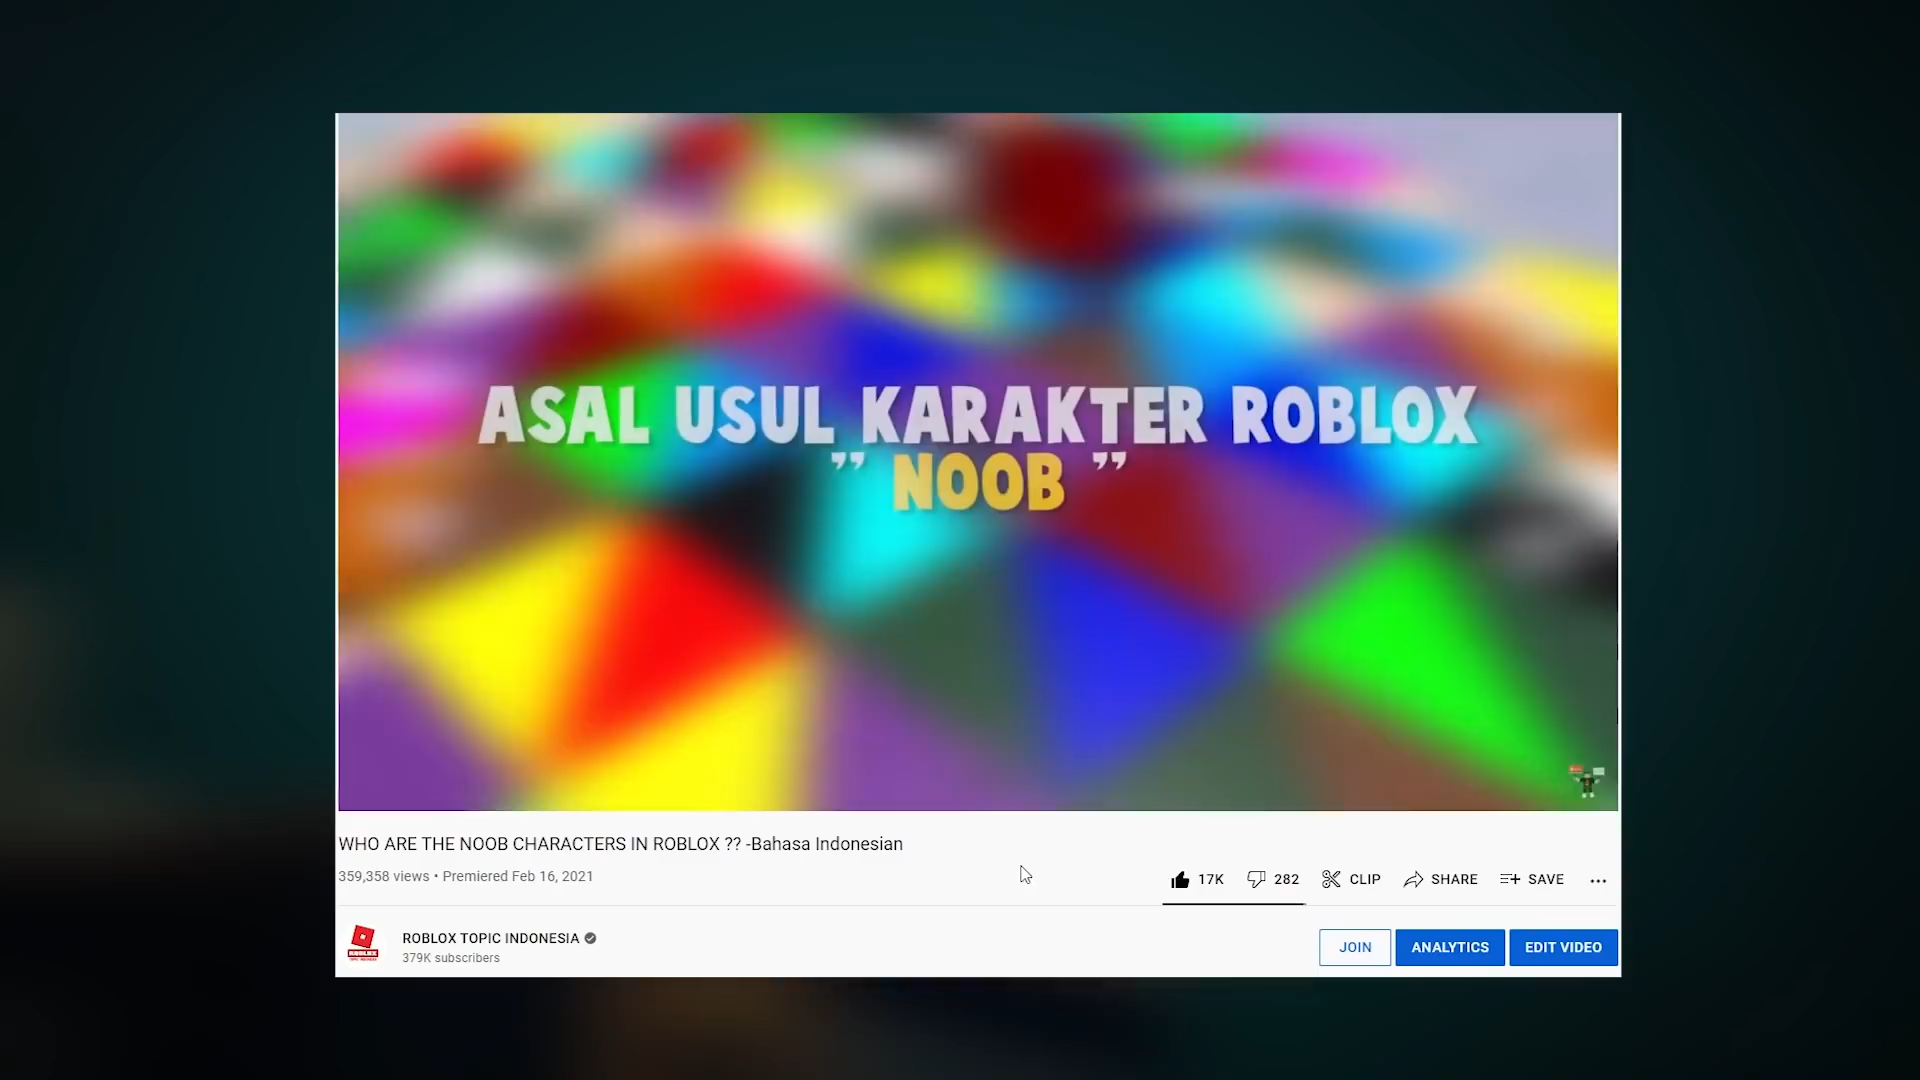 ASAL USUL KARAKTER ROBLOX
” NOOB ”
WHO ARE THE NOOB CHARACTERS IN ROBLOX ?? -Bahasa Indonesian
359,358 views • Premiered Feb 16, 2021
17K 282 CLIP SHARE SAVE ...
ROBLOX TOPIC INDONESIA
379K subscribers
JOIN ANALYTICS EDIT VIDEO